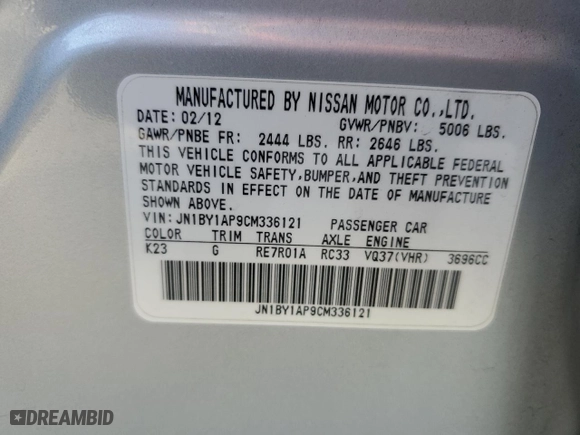 MANUFACTURED BY NISSAN MOTOR CO.,LTD.
DATE: 02/12 GVWR/PNBV: 5006 LBS.
GAWR/PNBE FR: 2444 LBS. RR: 2646 LBS.
THIS VEHICLE CONFORMS TO ALL APPLICABLE FEDERAL
MOTOR VEHICLE SAFETY,BUMPER,AND THEFT PREVENTION
STANDARDS IN EFFECT ON THE DATE OF MANUFACTURE
SHOWN ABOVE.
VIN: JN1BY1AP9CM336121 PASSENGER CAR
COLOR TRIM TRANS AXLE ENGINE
K23 G RE7R01A RC33 VQ37(VHR) 3696CC
JN1BY1AP9CM336121
DREAMBID